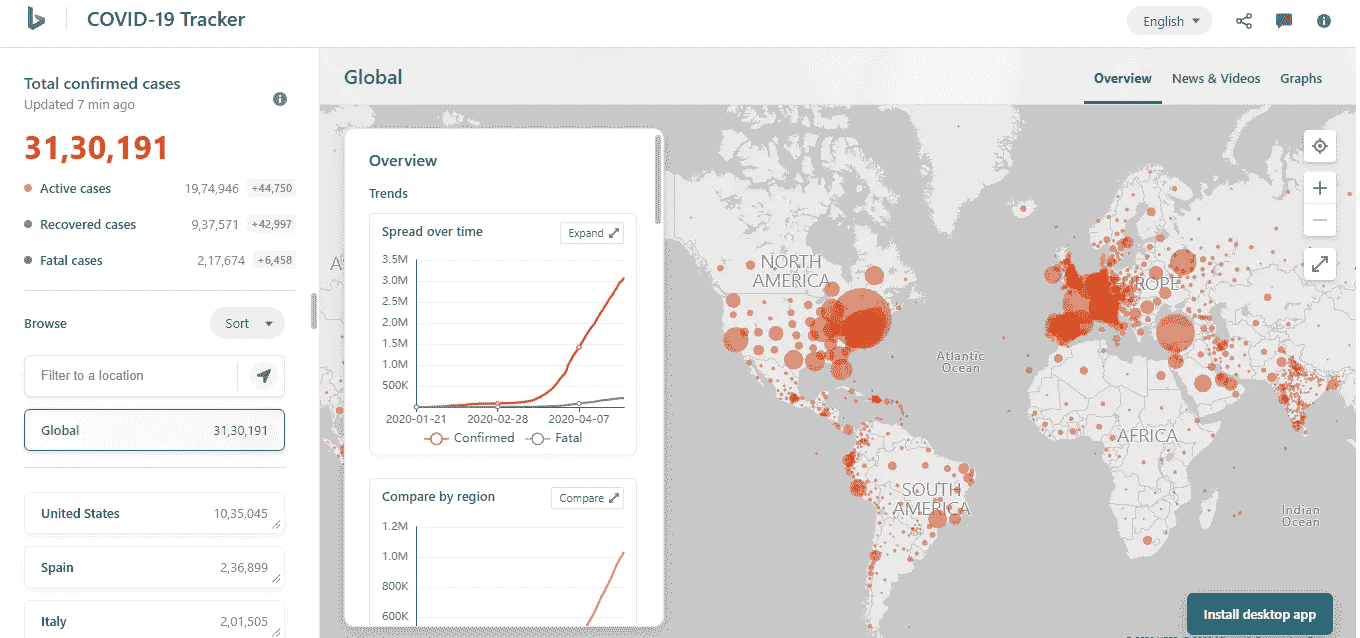 COVID-19 Tracker
English
Total confirmed cases
Updated 7 min ago
31,30,191
Active cases 19,74,946 +44,750
Recovered cases 9,37,571 +42,997
Fatal cases 2,17,674 +6,458
Browse
Sort
Filter to a location
Global 31,30,191
United States 10,35,045
Spain 2,36,899
Italy 2,01,505
Global
Overview News & Videos Graphs
Overview
Trends
Spread over time
Expand
3.5M
3.0M
2.5M
2.0M
1.5M
1.0M
500K
2020-01-21 2020-02-28 2020-04-07
Confirmed Fatal
Compare by region
Compare
1.2M
1.0M
800K
600K
NORTH
AMERICA
EUROPE
Atlantic
Ocean
AFRICA
SOUTH
AMERICA
Indian
Ocean
Install desktop app